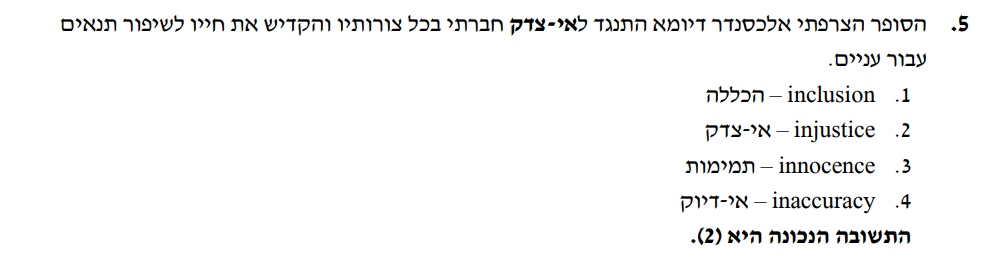 5. הסופר הצרפתי אלכסנדר דיומא התנגד לאי-צדק חברתי בכל צורותיו והקדיש את חייו לשיפור תנאים
עבור עניים.
1. inclusion – הכללה
2. injustice – אי-צדק
3. innocence – תמימות
4. inaccuracy – אי-דיוק
התשובה הנכונה היא (2).